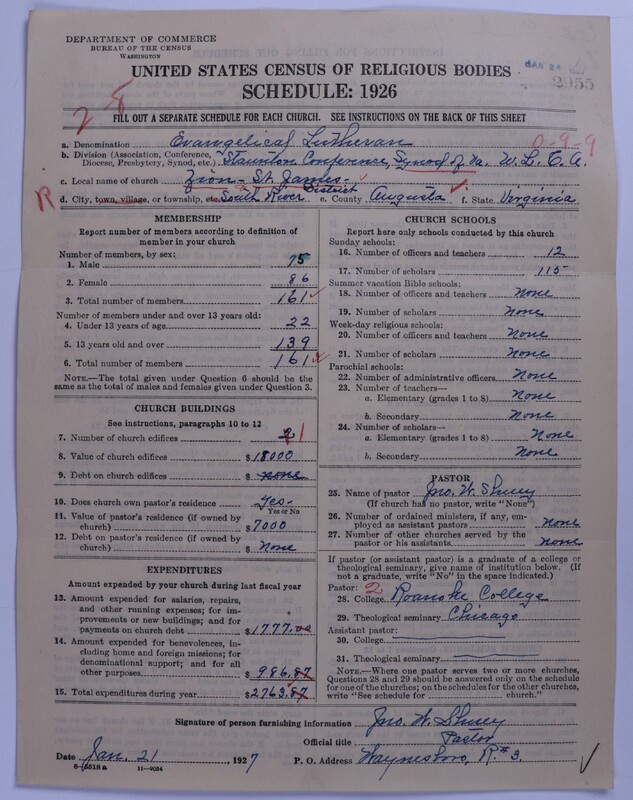 DEPARTMENT OF COMMERCE
BUREAU OF THE CENSUS
WASHINGTON
JAN 24
2955
UNITED STATES CENSUS OF RELIGIOUS BODIES
SCHEDULE: 1926
FILL OUT A SEPARATE SCHEDULE FOR EACH CHURCH. SEE INSTRUCTIONS ON THE BACK OF THIS SHEET
2-8
0-9-9
a. Denomination Evangelical Lutheran
b. Division (Association, Conference, Diocese, Presbytery, Synod, etc.) Staunton Conference, Synod of Va. U.L.C.A.
c. Local name of church Zion - St. James -
R d. City, town, village, or township, etc. South River District e. County Augusta f. State Virginia
MEMBERSHIP
Report number of members according to definition of member in your church
Number of members, by sex:
1. Male 75
2. Female 86
3. Total number of members 161
Number of members under and over 13 years old:
4. Under 13 years of age 22
5. 13 years old and over 139
6. Total number of members 161
NOTE.—The total given under Question 6 should be the same as the total of males and females given under Question 3.
CHURCH BUILDINGS
See instructions, paragraphs 10 to 12
7. Number of church edifices 2 1
8. Value of church edifices $18000
9. Debt on church edifices $ none
10. Does church own pastor's residence Yes-
Yes or No
11. Value of pastor's residence (if owned by church) $7000
12. Debt on pastor's residence (if owned by church) $ None
EXPENDITURES
Amount expended by your church during last fiscal year
13. Amount expended for salaries, repairs, and other running expenses; for improvements or new buildings; and for payments on church debt $1777.00
14. Amount expended for benevolences, including home and foreign missions; for denominational support; and for all other purposes $ 986.87
15. Total expenditures during year $2763.87
CHURCH SCHOOLS
Report here only schools conducted by this church
Sunday schools:
16. Number of officers and teachers 12
17. Number of scholars 115
Summer vacation Bible schools:
18. Number of officers and teachers None
19. Number of scholars None
Week-day religious schools:
20. Number of officers and teachers None
21. Number of scholars None
Parochial schools:
22. Number of administrative officers None
23. Number of teachers—
a. Elementary (grades 1 to 8) None
b. Secondary None
24. Number of scholars—
a. Elementary (grades 1 to 8) None
b. Secondary None
PASTOR
25. Name of pastor Jno. W. Shuey
(If church has no pastor, write "None")
26. Number of ordained ministers, if any, employed as assistant pastors none
27. Number of other churches served by the pastor or his assistants none
If pastor (or assistant pastor) is a graduate of a college or theological seminary, give name of institution below. (If not a graduate, write "No" in the space indicated.)
Pastor: 2
28. College Roanoke College
29. Theological seminary Chicago
Assistant pastor:
30. College
31. Theological seminary
NOTE.—Where one pastor serves two or more churches, Questions 28 and 29 should be answered only on the schedule for one of the churches; on the schedules for the other churches, write "See schedule for church."
Signature of person furnishing information Jno. W. Shuey
Official title Pastor
Date Jan. 21, 1927 P. O. Address Waynesboro, R.# 3.
8-5518 a 11-9054